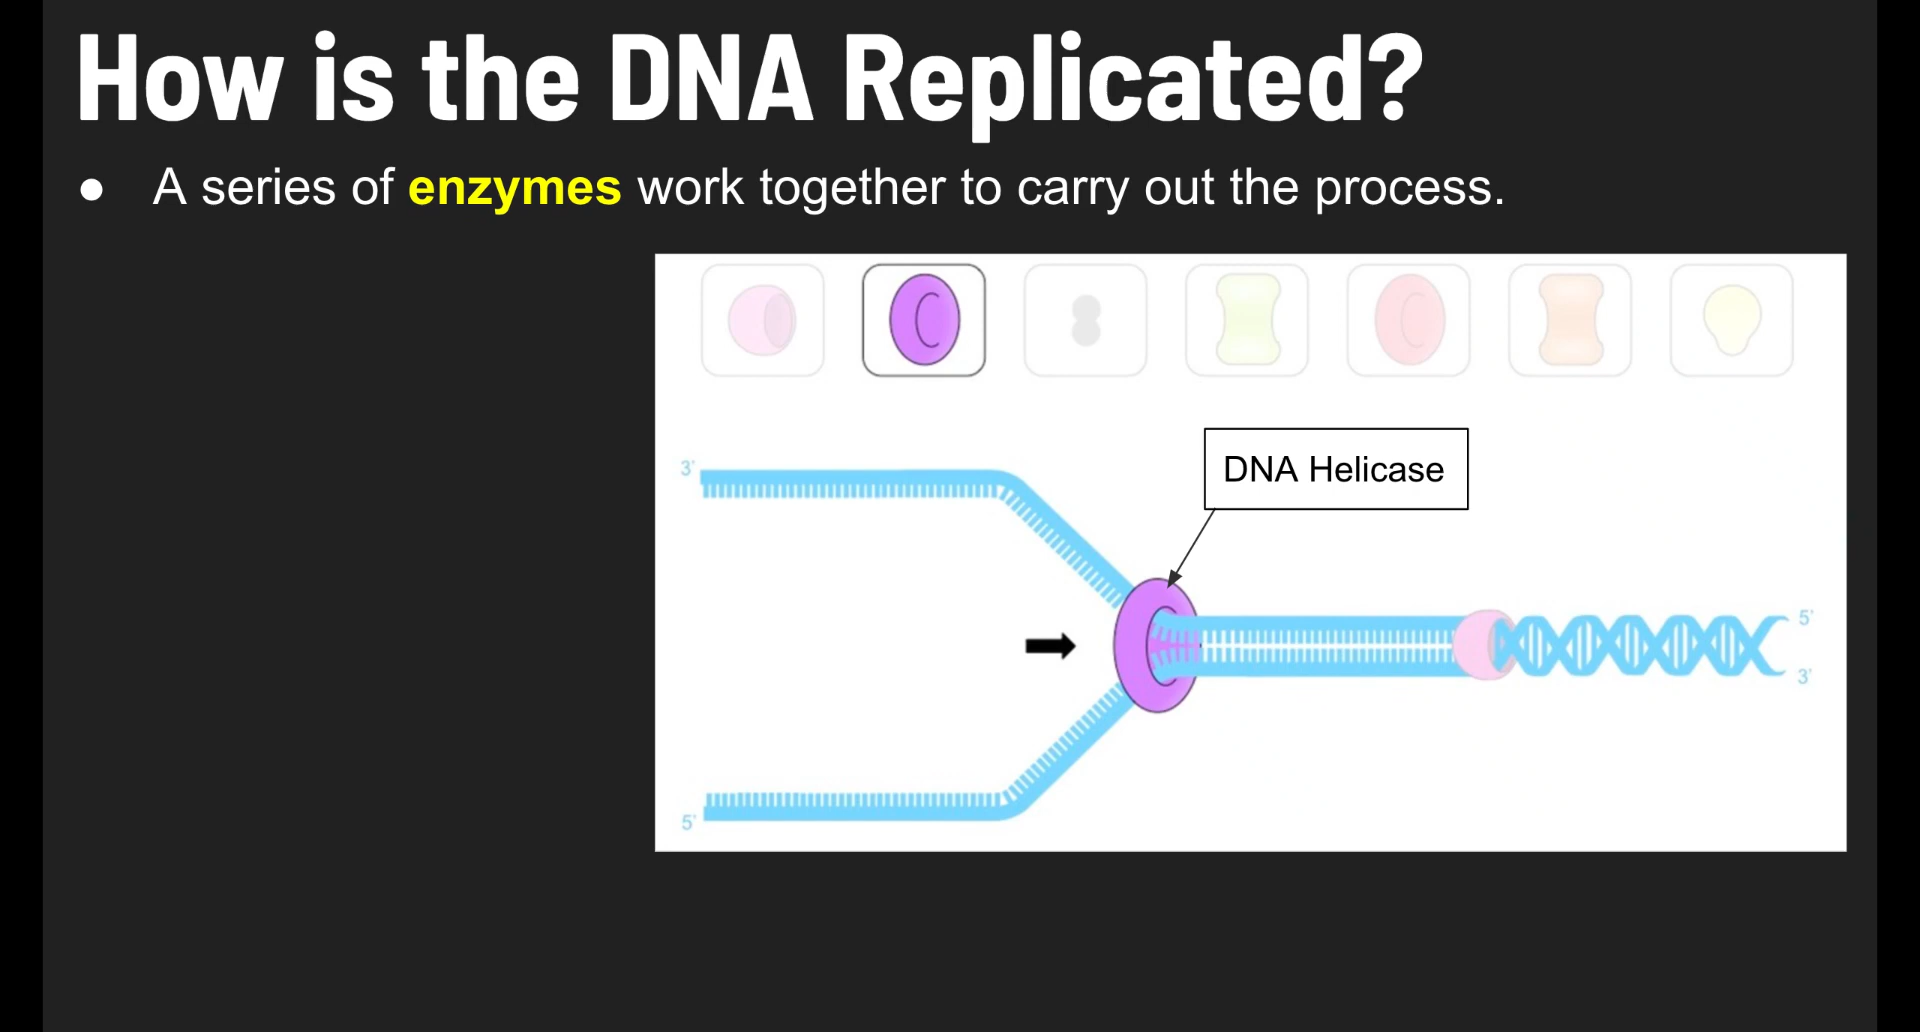 How is the DNA Replicated?
● A series of enzymes work together to carry out the process.
DNA Helicase
3'
5'
3'
5'